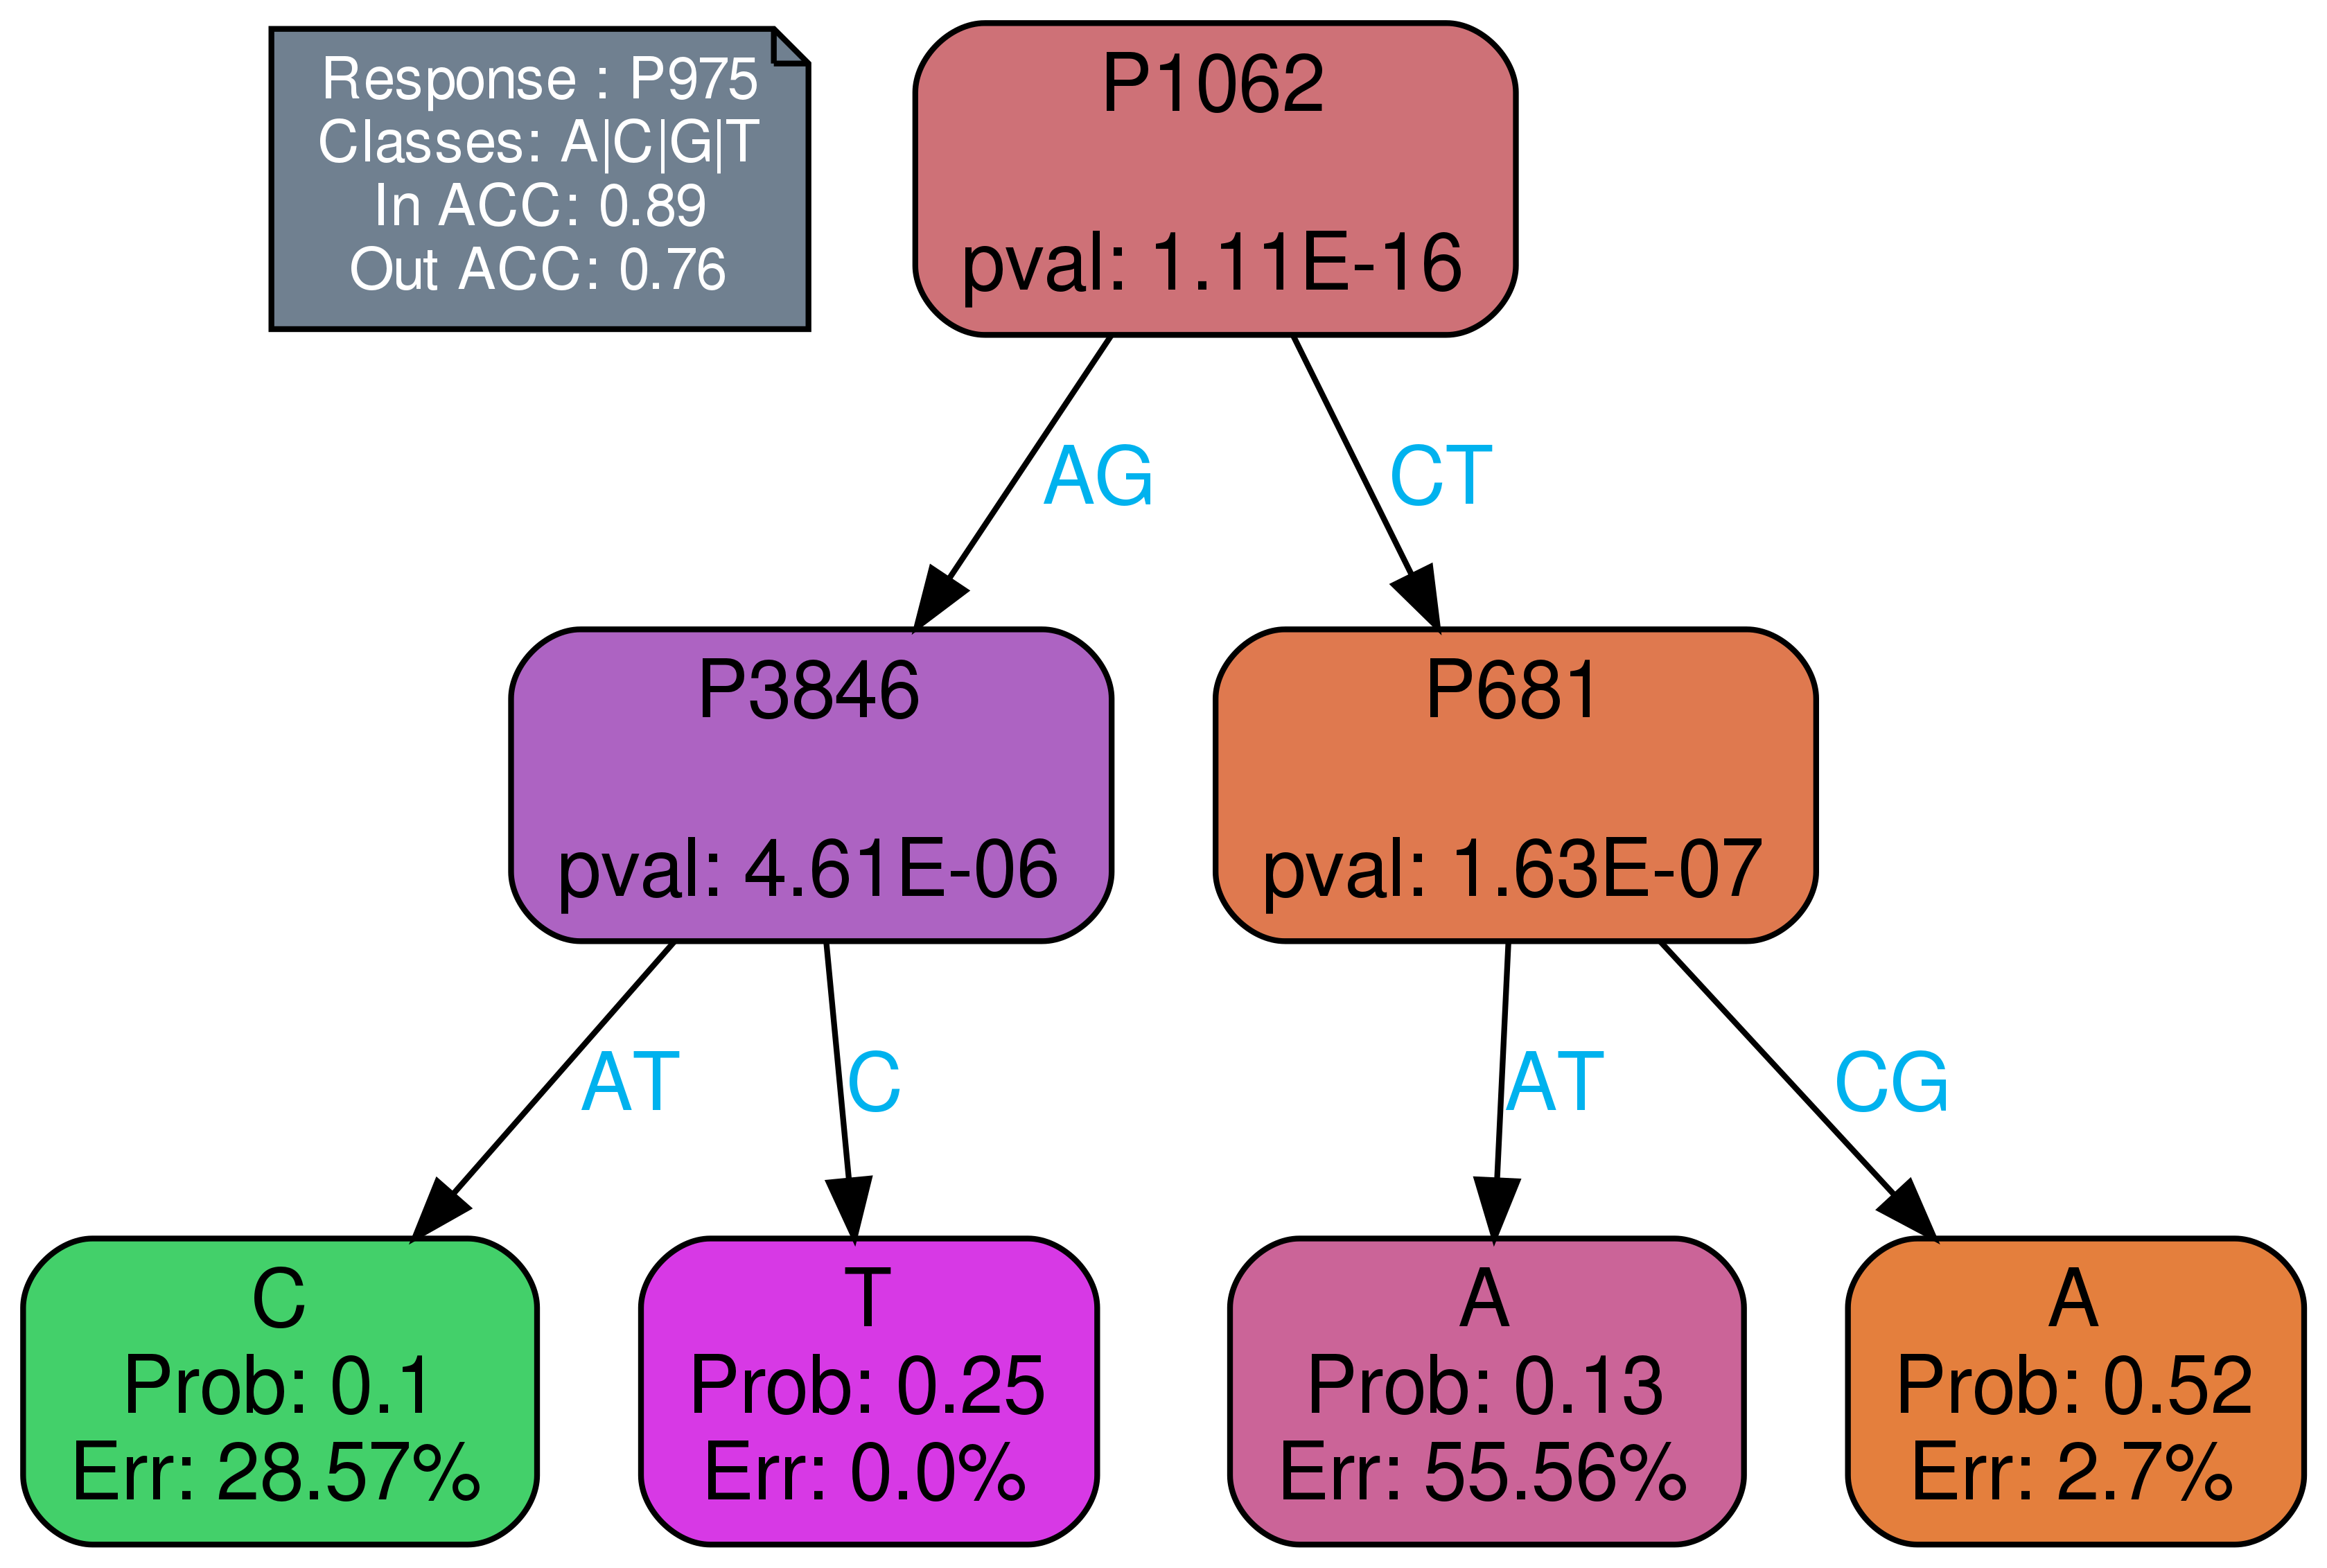 Response : P975
Classes: A|C|G|T
In ACC: 0.89
Out ACC: 0.76
P1062
pval: 1.11E-16
AG
CT
P3846
pval: 4.61E-06
P681
pval: 1.63E-07
AT
C
AT
CG
C
Prob: 0.1
Err: 28.57%
T
Prob: 0.25
Err: 0.0%
A
Prob: 0.13
Err: 55.56%
A
Prob: 0.52
Err: 2.7%